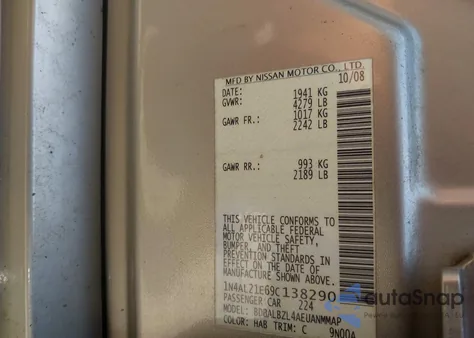 MFD BY NISSAN MOTOR CO., LTD.
DATE: 10/08
GVWR: 1941 KG
4279 LB
GAWR FR.: 1017 KG
2242 LB
GAWR RR.: 993 KG
2189 LB
THIS VEHICLE CONFORMS TO
ALL APPLICABLE FEDERAL
MOTOR VEHICLE SAFETY,
BUMPER, AND THEFT
PREVENTION STANDARDS IN
EFFECT ON THE DATE OF
MANUFACTURE SHOWN ABOVE.
1N4AL21E69C138290
PASSENGER CAR 224
MODEL: BDBALBZL4AEUANMMAP
COLOR: HAB TRIM: C 9N00A
autoSnap